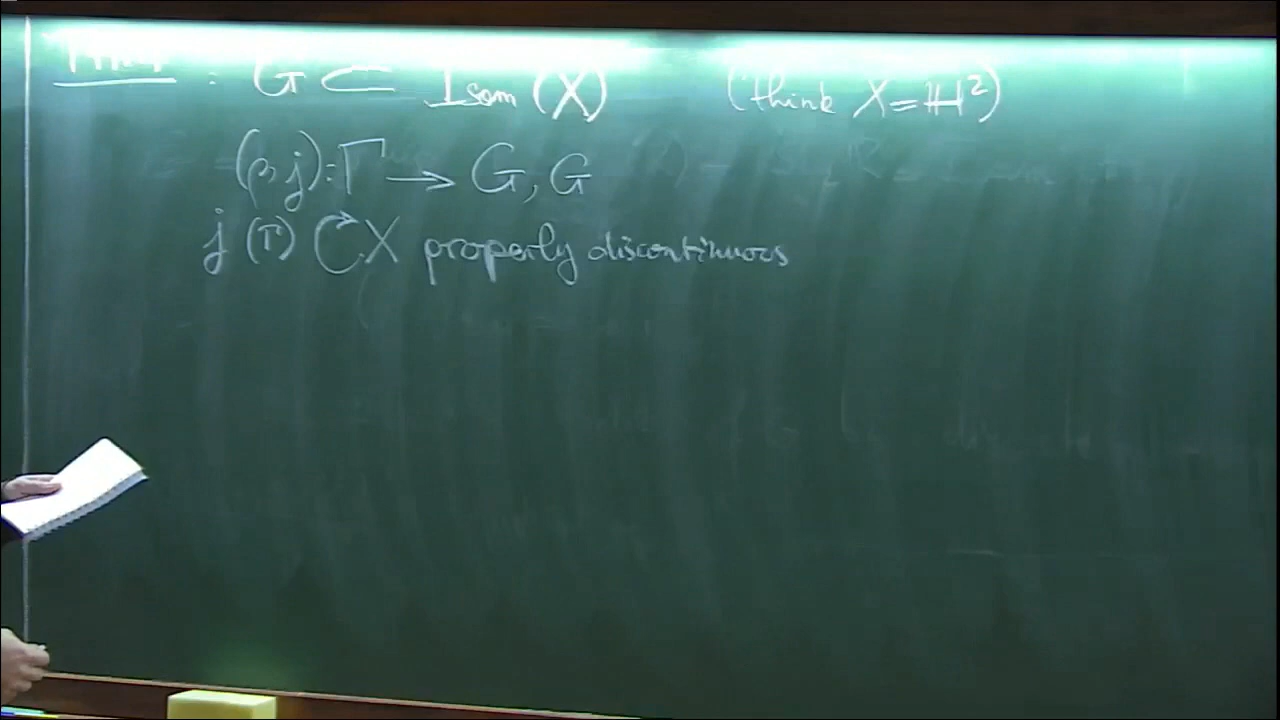 : G ⊂ Isom (X) (think X = ℍ²)
(ρ, j) : Γ → G, G
j (Γ) ↻ X properly discontinuous